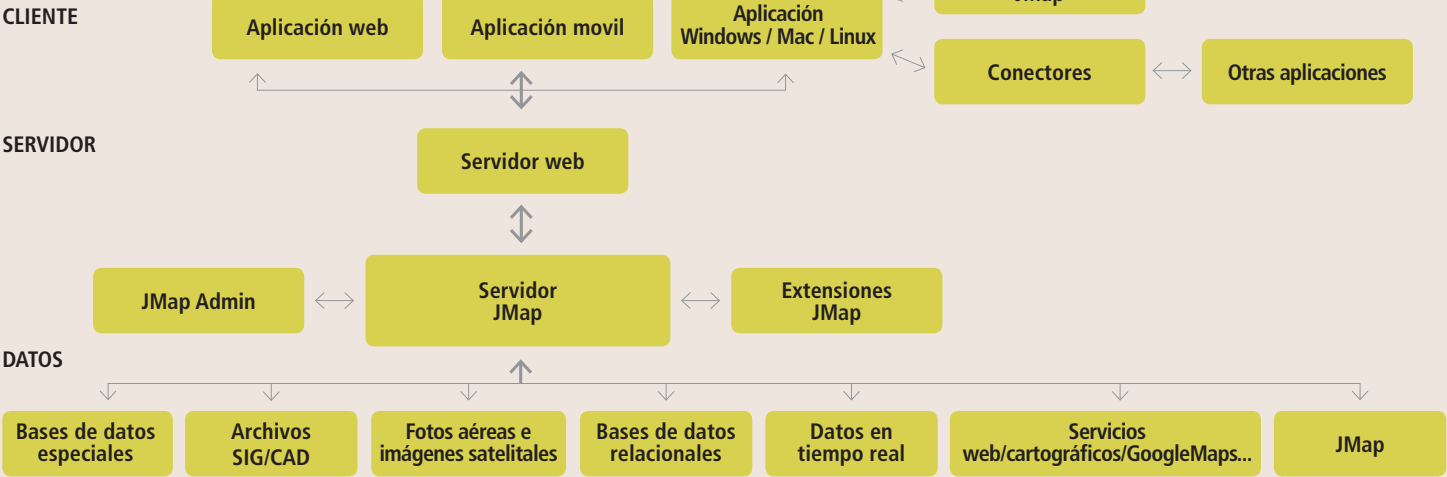 CLIENTE
Aplicación web
Aplicación movil
Aplicación
Windows / Mac / Linux
Conectores
Otras aplicaciones
SERVIDOR
Servidor web
JMap Admin
Servidor
JMap
Extensiones
JMap
DATOS
Bases de datos
especiales
Archivos
SIG/CAD
Fotos aéreas e
imágenes satelitales
Bases de datos
relacionales
Datos en
tiempo real
Servicios
web/cartográficos/GoogleMaps...
JMap